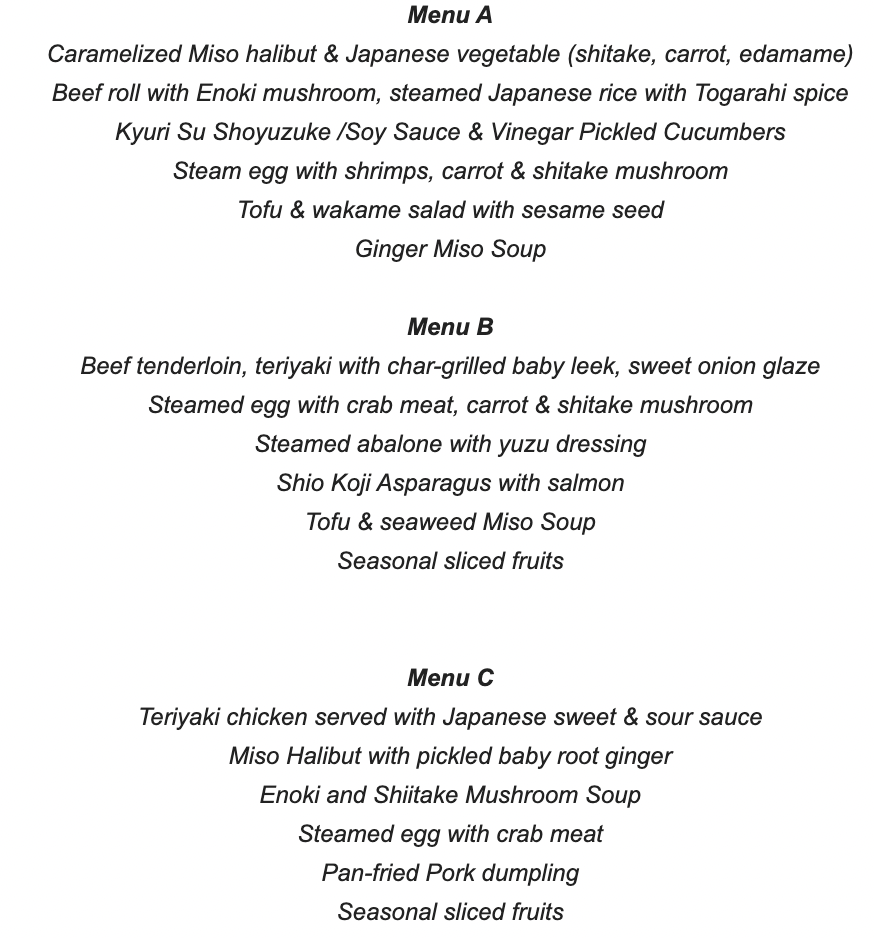 Menu A
Caramelized Miso halibut & Japanese vegetable (shitake, carrot, edamame)
Beef roll with Enoki mushroom, steamed Japanese rice with Togarahi spice
Kyuri Su Shoyuzuke /Soy Sauce & Vinegar Pickled Cucumbers
Steam egg with shrimps, carrot & shitake mushroom
Tofu & wakame salad with sesame seed
Ginger Miso Soup
Menu B
Beef tenderloin, teriyaki with char-grilled baby leek, sweet onion glaze
Steamed egg with crab meat, carrot & shitake mushroom
Steamed abalone with yuzu dressing
Shio Koji Asparagus with salmon
Tofu & seaweed Miso Soup
Seasonal sliced fruits
Menu C
Teriyaki chicken served with Japanese sweet & sour sauce
Miso Halibut with pickled baby root ginger
Enoki and Shiitake Mushroom Soup
Steamed egg with crab meat
Pan-fried Pork dumpling
Seasonal sliced fruits